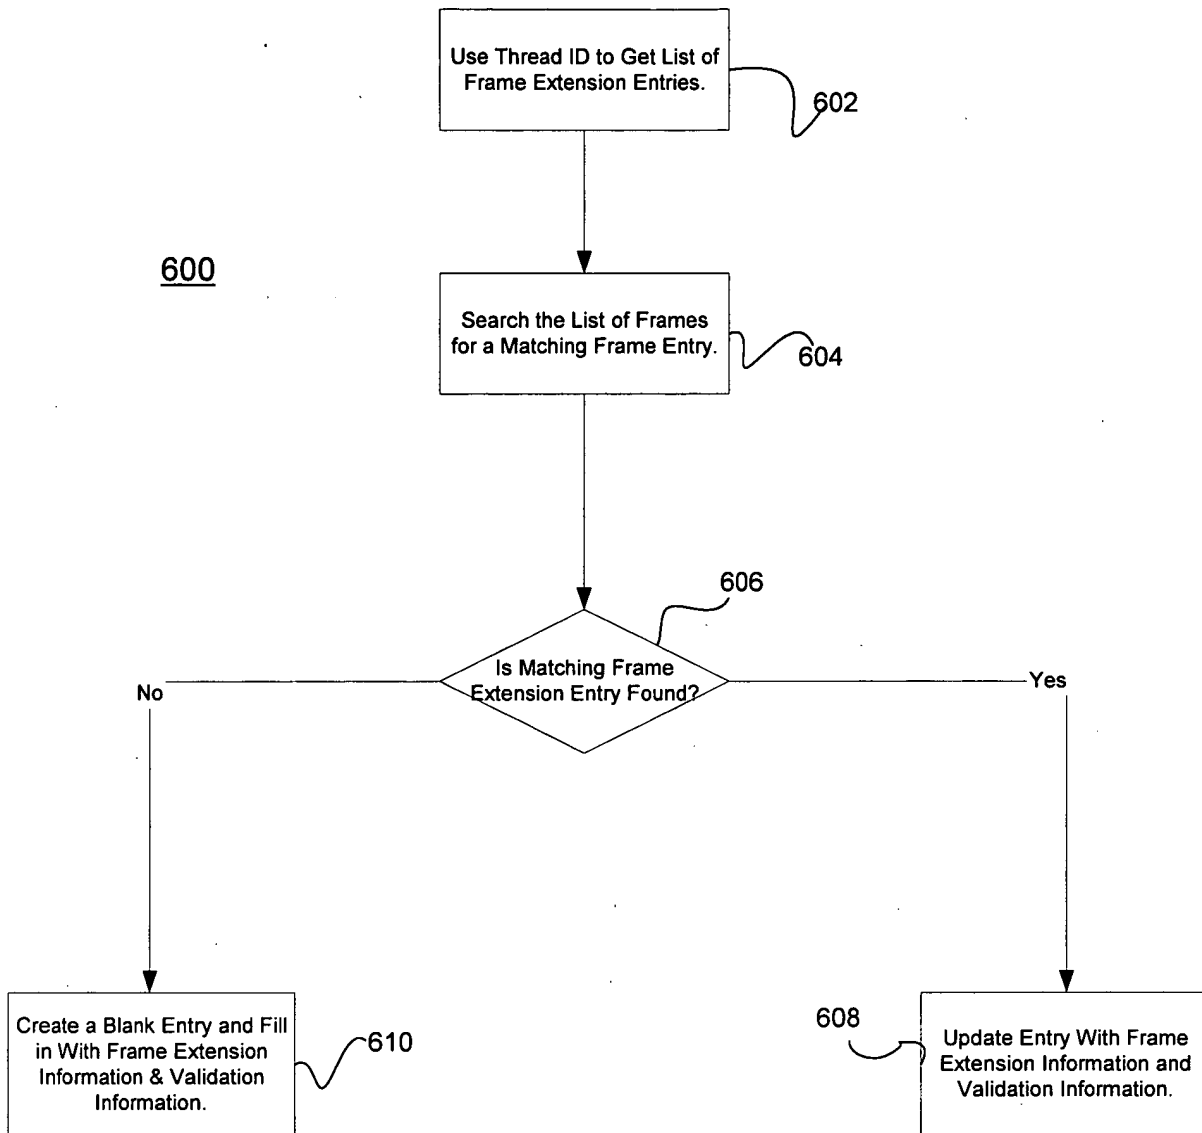 Use Thread ID to Get List of
Frame Extension Entries.
602
600
Search the List of Frames
for a Matching Frame Entry.
604
606
Is Matching Frame
Extension Entry Found?
No
Yes
Create a Blank Entry and Fill
in With Frame Extension
Information & Validation
Information.
610
608
Update Entry With Frame
Extension Information and
Validation Information.